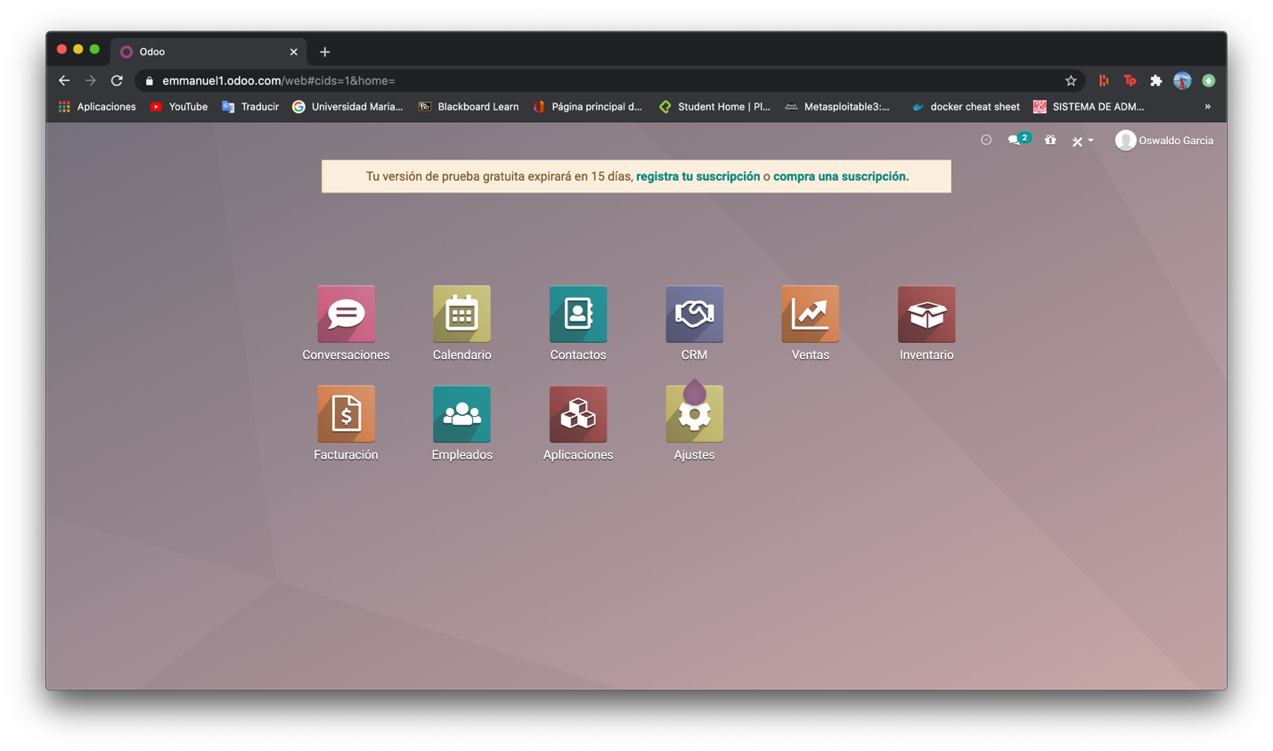 Odoo
emmanuel1.odoo.com/web#cids=1&home=
Aplicaciones YouTube Traducir Universidad Maria... Blackboard Learn Página principal d... Student Home | Pl... Metasploitable3:... docker cheat sheet SISTEMA DE ADM... »
2 Oswaldo Garcia
Tu versión de prueba gratuita expirará en 15 días, registra tu suscripción o compra una suscripción.
Conversaciones Calendario Contactos CRM Ventas Inventario
Facturación Empleados Aplicaciones Ajustes